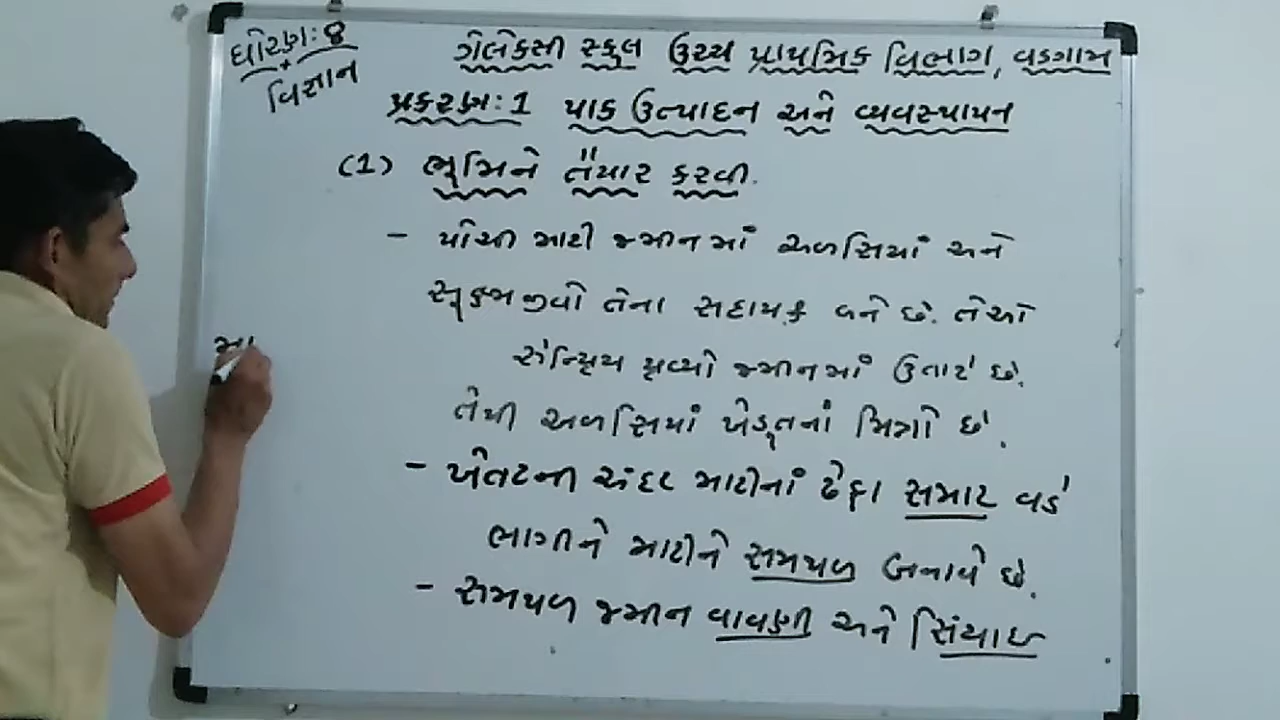 ધોરણ: 8
વિજ્ઞાન
ગેલેક્સી સ્કુલ ઉચ્ચ પ્રાથમિક વિભાગ, વડગામ
પ્રકરણ: 1 પાક ઉત્પાદન અને વ્યવસ્થાપન
(1) ભૂમિને તૈયાર કરવી.
- પોચી માટી જમીનમાં અળસિયાં અને
સૂક્ષ્મજીવો તેના સહાયક બને છે. તેઓ
સેન્દ્રિય દ્રવ્યો જમીનમાં ઉતારે છે.
તેથી અળસિયાં ખેડૂતનાં મિત્રો છે.
- ખેતરની અંદર માટીનાં ઢેફા સમાર વડે
ભાગીને માટીને સમથળ બનાવે છે.
- સમથળ જમીન વાવણી અને સિંચાઇ
મા